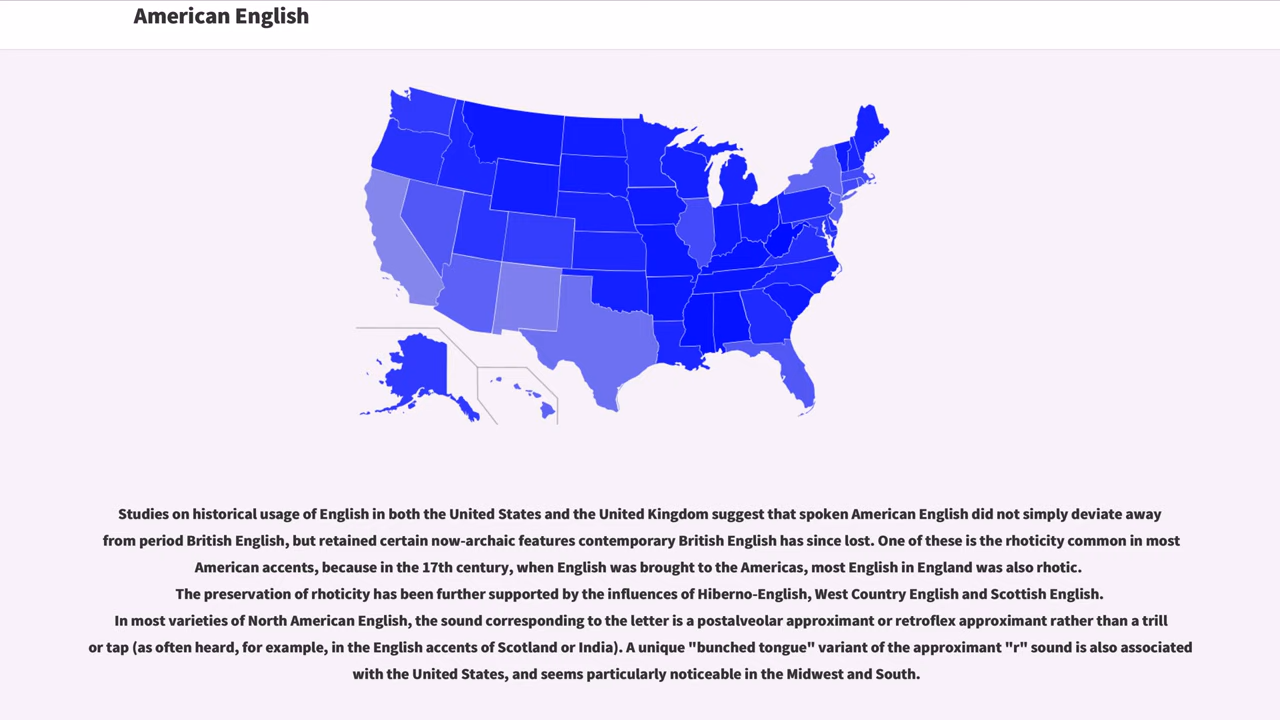 American English
Studies on historical usage of English in both the United States and the United Kingdom suggest that spoken American English did not simply deviate away
from period British English, but retained certain now-archaic features contemporary British English has since lost. One of these is the rhoticity common in most
American accents, because in the 17th century, when English was brought to the Americas, most English in England was also rhotic.
The preservation of rhoticity has been further supported by the influences of Hiberno-English, West Country English and Scottish English.
In most varieties of North American English, the sound corresponding to the letter is a postalveolar approximant or retroflex approximant rather than a trill
or tap (as often heard, for example, in the English accents of Scotland or India). A unique "bunched tongue" variant of the approximant "r" sound is also associated
with the United States, and seems particularly noticeable in the Midwest and South.